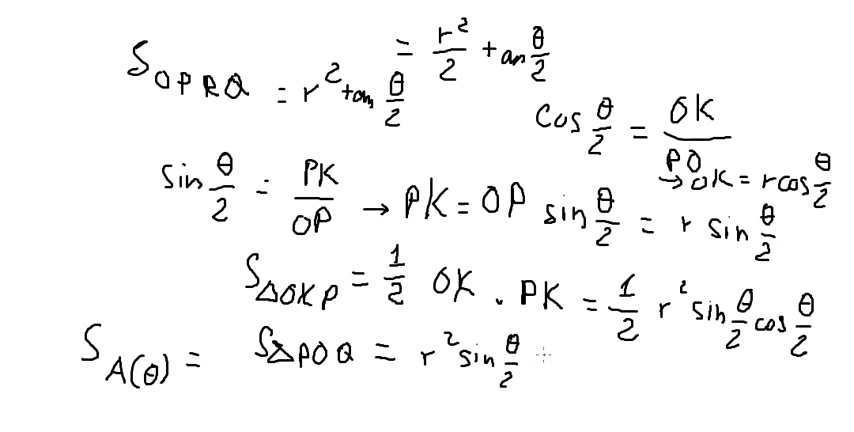 = r²/2 tan θ/2
S_OPRQ = r² tan θ/2
cos θ/2 = OK/PO
→ OK = r cos θ/2
sin θ/2 = PK/OP → PK = OP sin θ/2 = r sin θ/2
S_ΔOKP = 1/2 OK . PK = 1/2 r² sin θ/2 cos θ/2
S_A(θ) = S_ΔPOQ = r² sin θ/2